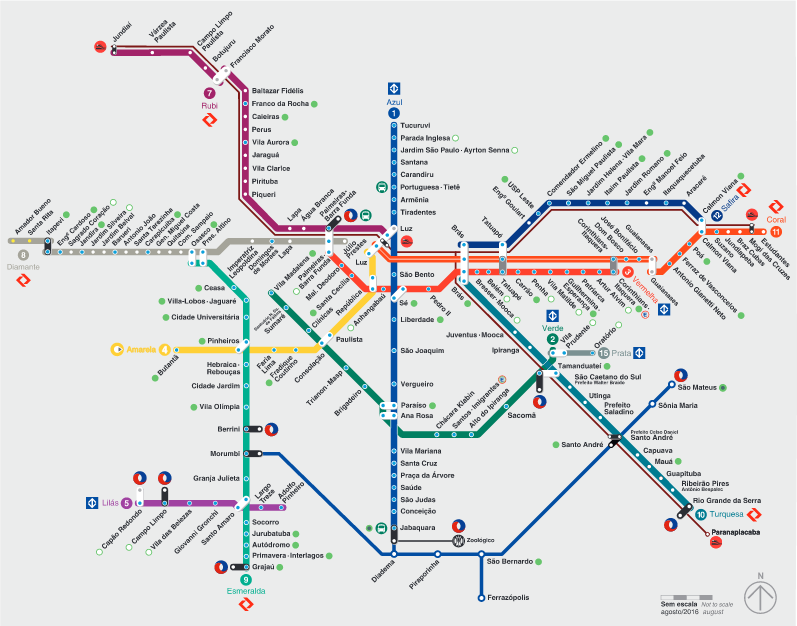 Jundiaí
Várzea
Paulista
Campo Limpo
Paulista
Botujuru
Francisco Morato
7
Rubi
Baltazar Fidélis
Franco da Rocha
Caieiras
Perus
Vila Aurora
Jaraguá
Vila Clarice
Pirituba
Piqueri
Lapa
Água Branca
Palmeiras-
Barra Funda
Azul
1
Tucuruvi
Parada Inglesa
Jardim São Paulo - Ayrton Senna
Santana
Carandiru
Portuguesa - Tietê
Armênia
Tiradentes
Luz
São Bento
Sé
Liberdade
São Joaquim
Vergueiro
Paraíso
Ana Rosa
Vila Mariana
Santa Cruz
Praça da Árvore
Saúde
São Judas
Conceição
Jabaquara
Zoológico
Diadema
Piraporinha
São Bernardo
Ferrazópolis
Amador Bueno
Santa Rita
Itapevi
Engº Cardoso
Sagrado Coração
Jandira
Jardim Silveira
Jardim Belval
Barueri
Antonio João
Santa Terezinha
Carapicuíba
Gen. Miguel Costa
Quitaúna
Com. Sampaio
Osasco
Pres. Altino
8
Diamante
Imperatriz
Leopoldina
Domingos
de Moraes
Lapa
Palmeiras-
Barra Funda
Júlio
Prestes
Luz
Mal. Deodoro
Santa Cecília
República
Anhangabaú
Pedro II
Brás
Brás
Bresser - Mooca
Belém
Tatuapé
Tatuapé
Carrão
Penha
Vila Matilde
Guilhermina
Esperança
Patriarca
Artur Alvim
Corinthians
Itaquera
3
Vermelha
Corinthians
Itaquera
Dom Bosco
José Bonifácio
Guaianases
Guaianases
Antonio Gianetti Neto
Ferraz de Vasconcelos
Poá
Calmon Viana
Suzano
Jundiapeba
Braz Cubas
Mogi das Cruzes
Estudantes
Coral
11
Safira
12
Engº Goulart
USP Leste
Comendador Ermelino
São Miguel Paulista
Jardim Helena - Vila Mara
Itaim Paulista
Jardim Romano
Engº Manoel Feio
Itaquaquecetuba
Aracaré
Calmon Viana
Ceasa
Villa-Lobos - Jaguaré
Cidade Universitária
Pinheiros
Hebraica -
Rebouças
Cidade Jardim
Vila Olímpia
Berrini
Morumbi
Granja Julieta
Santo Amaro
Socorro
Jurubatuba
Autódromo
Primavera - Interlagos
Grajaú
9
Esmeralda
Amarela 4
Butantã
Faria
Lima
Fradique
Coutinho
Paulista
Vila Madalena
Sumaré
Clínicas
Consolação
Trianon - Masp
Brigadeiro
Chácara Klabin
Santos - Imigrantes
Alto do Ipiranga
Sacomã
Tamanduateí
Vila
Prudente
Verde
2
Oratório
15 Prata
Lilás 5
Capão Redondo
Campo Limpo
Vila das Belezas
Giovanni Gronchi
Largo
Treze
Adolfo
Pinheiro
Juventus - Mooca
Ipiranga
São Caetano do Sul
Prefeito Walter Braido
Utinga
Prefeito
Saladino
Prefeito Celso Daniel
Santo André
Santo André
Capuava
Mauá
Guapituba
Ribeirão Pires
Antônio Bespalec
Rio Grande da Serra
10 Turquesa
Paranapiacaba
São Mateus
Sônia Maria
N
Sem escala
Not to scale
agosto/2016
august